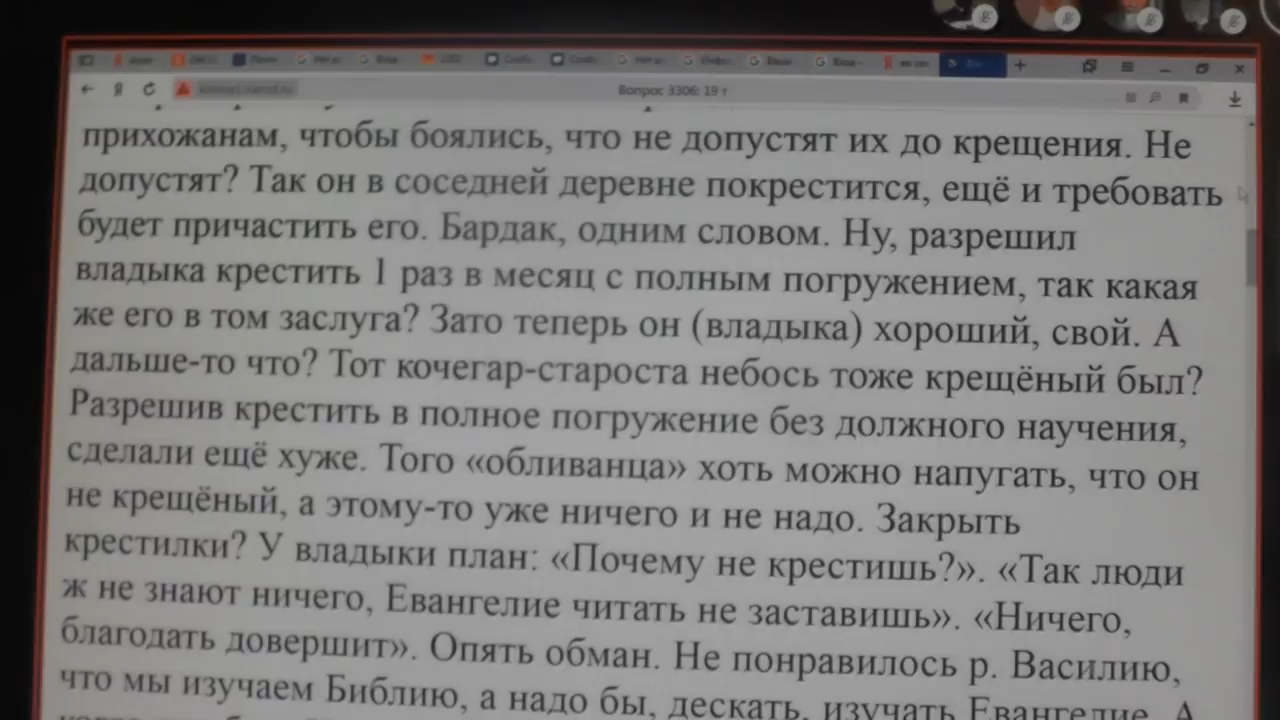 Вопрос 3306: 19 т
прихожанам, чтобы боялись, что не допустят их до крещения. Не
допустят? Так он в соседней деревне покрестится, ещё и требовать
будет причастить его. Бардак, одним словом. Ну, разрешил
владыка крестить 1 раз в месяц с полным погружением, так какая
же его в том заслуга? Зато теперь он (владыка) хороший, свой. А
дальше-то что? Тот кочегар-староста небось тоже крещёный был?
Разрешив крестить в полное погружение без должного научения,
сделали ещё хуже. Того «обливанца» хоть можно напугать, что он
не крещёный, а этому-то уже ничего и не надо. Закрыть
крестилки? У владыки план: «Почему не крестишь?». «Так люди
ж не знают ничего, Евангелие читать не заставишь». «Ничего,
благодать довершит». Опять обман. Не понравилось р. Василию,
что мы изучаем Библию, а надо бы, дескать, изучать Евангелие. А